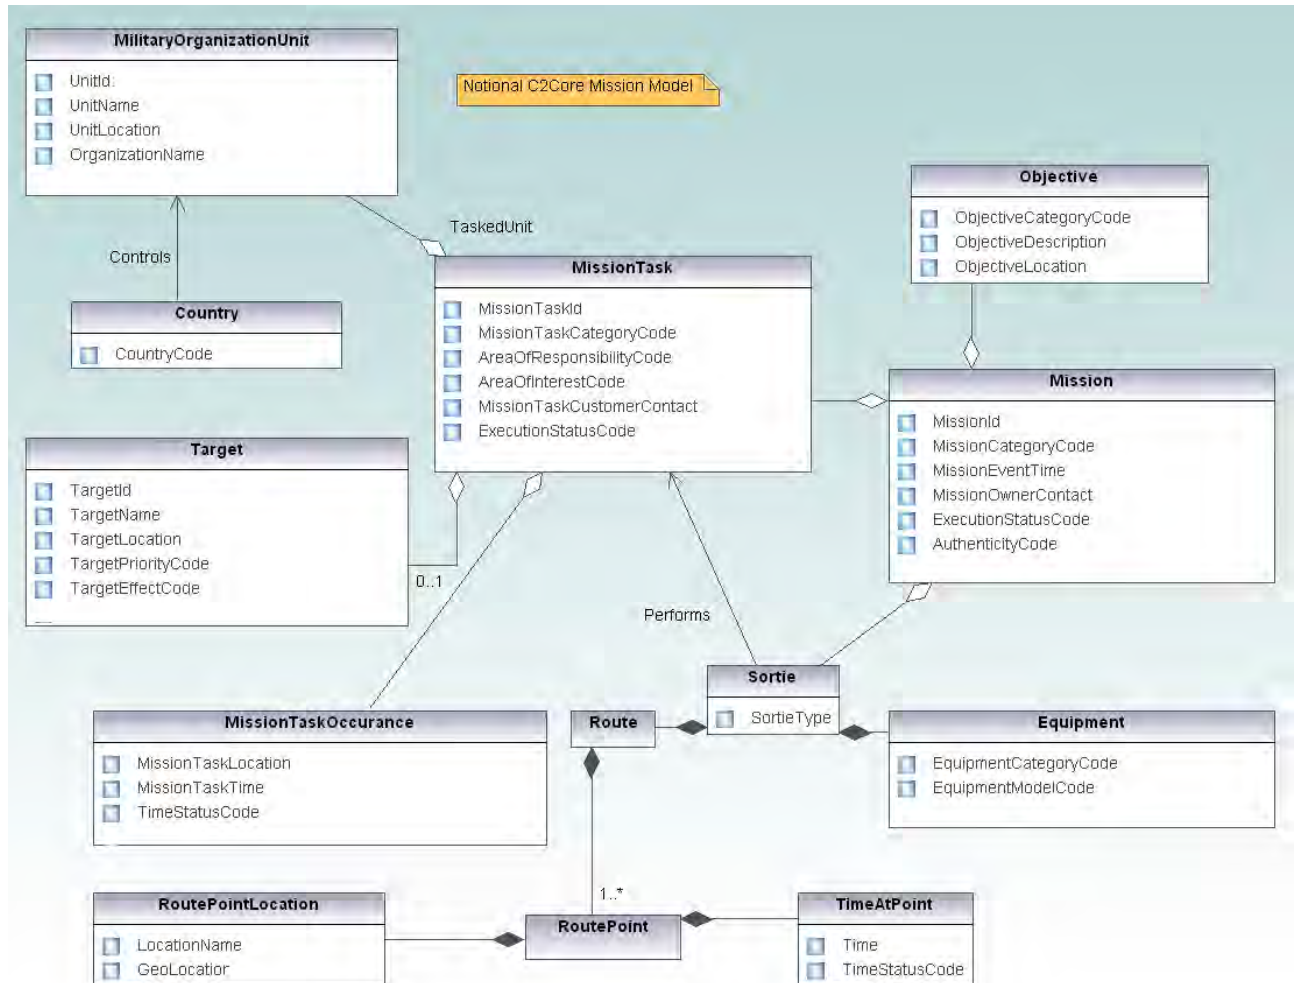 MilitaryOrganizationUnit
UnitId
UnitName
UnitLocation
OrganizationName
Notional C2Core Mission Model
Objective
ObjectiveCategoryCode
ObjectiveDescription
ObjectiveLocation
TaskedUnit
Controls
Country
CountryCode
MissionTask
MissionTaskId
MissionTaskCategoryCode
AreaOfResponsibilityCode
AreaOfInterestCode
MissionTaskCustomerContact
ExecutionStatusCode
Mission
MissionId
MissionCategoryCode
MissionEventTime
MissionOwnerContact
ExecutionStatusCode
AuthenticityCode
Target
TargetId
TargetName
TargetLocation
TargetPriorityCode
TargetEffectCode
0..1
Performs
Sortie
SortieType
MissionTaskOccurance
MissionTaskLocation
MissionTaskTime
TimeStatusCode
Route
Equipment
EquipmentCategoryCode
EquipmentModelCode
1..*
RoutePointLocation
LocationName
GeoLocation
RoutePoint
TimeAtPoint
Time
TimeStatusCode